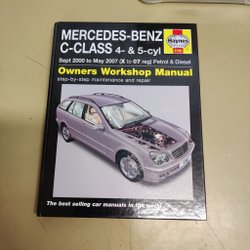 MERCEDES-BENZ
C-CLASS 4- & 5-cyl
Haynes
Sept 2000 to May 2007 (X to 07 reg) Petrol & Diesel
Owners Workshop Manual
step-by-step maintenance and repair
The best selling car manuals in the world